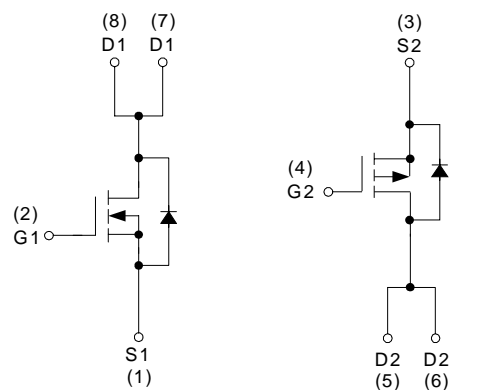 (8) (7)
D1 D1
(2)
G1
S1
(1)
(3)
S2
(4)
G2
D2 D2
(5) (6)